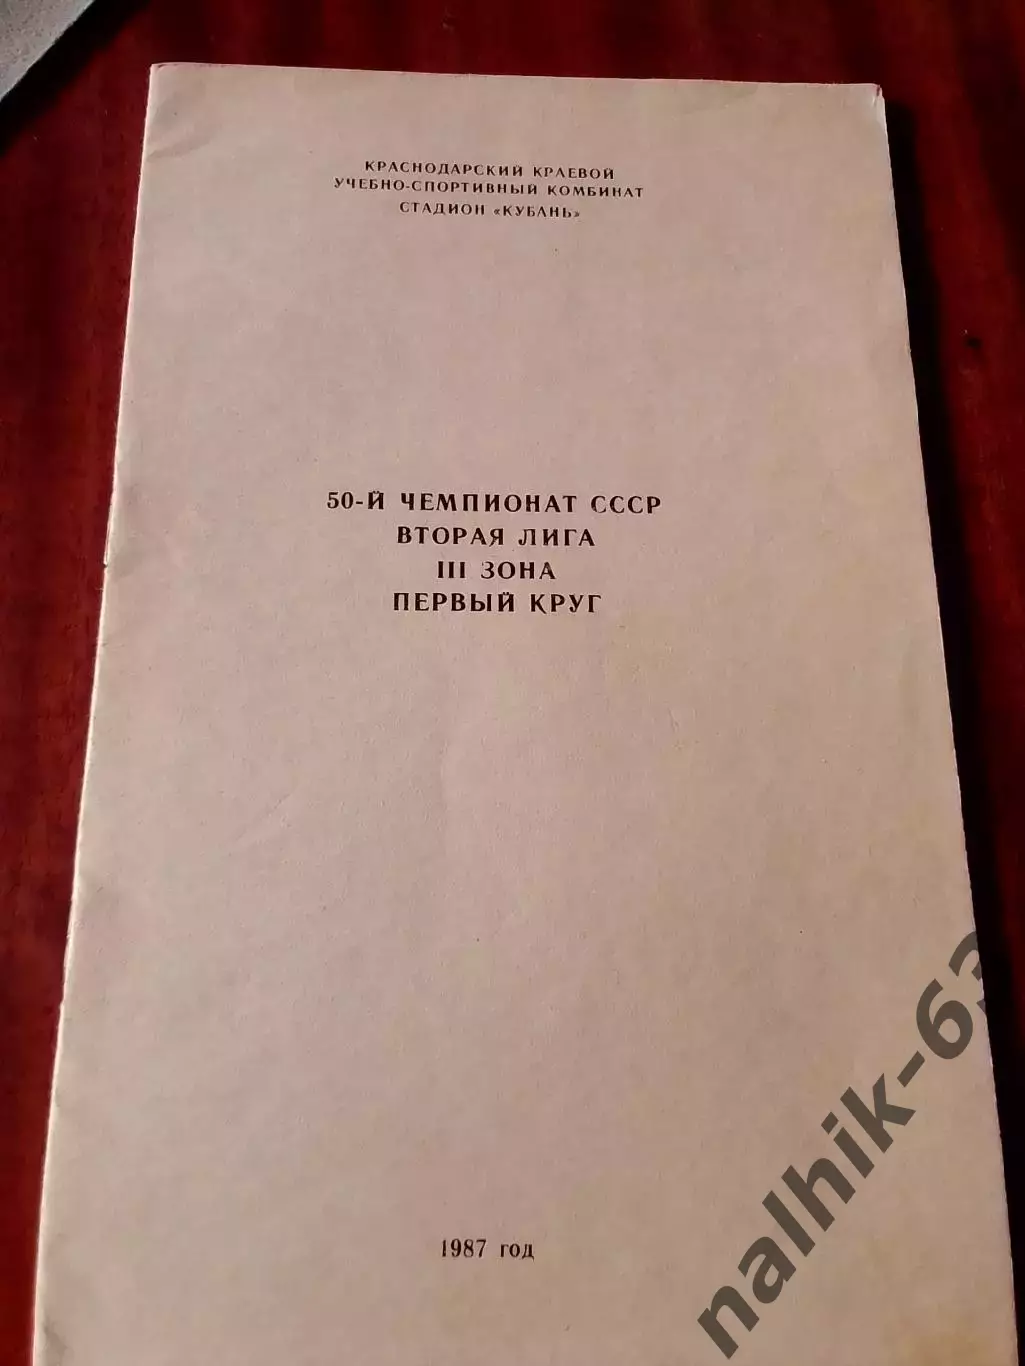 КРАСНОДАРСКИЙ КРАЕВОЙ
УЧЕБНО-СПОРТИВНЫЙ КОМБИНАТ
СТАДИОН «КУБАНЬ»
50-Й ЧЕМПИОНАТ СССР
ВТОРАЯ ЛИГА
III ЗОНА
ПЕРВЫЙ КРУГ
1987 год
nalhik-63